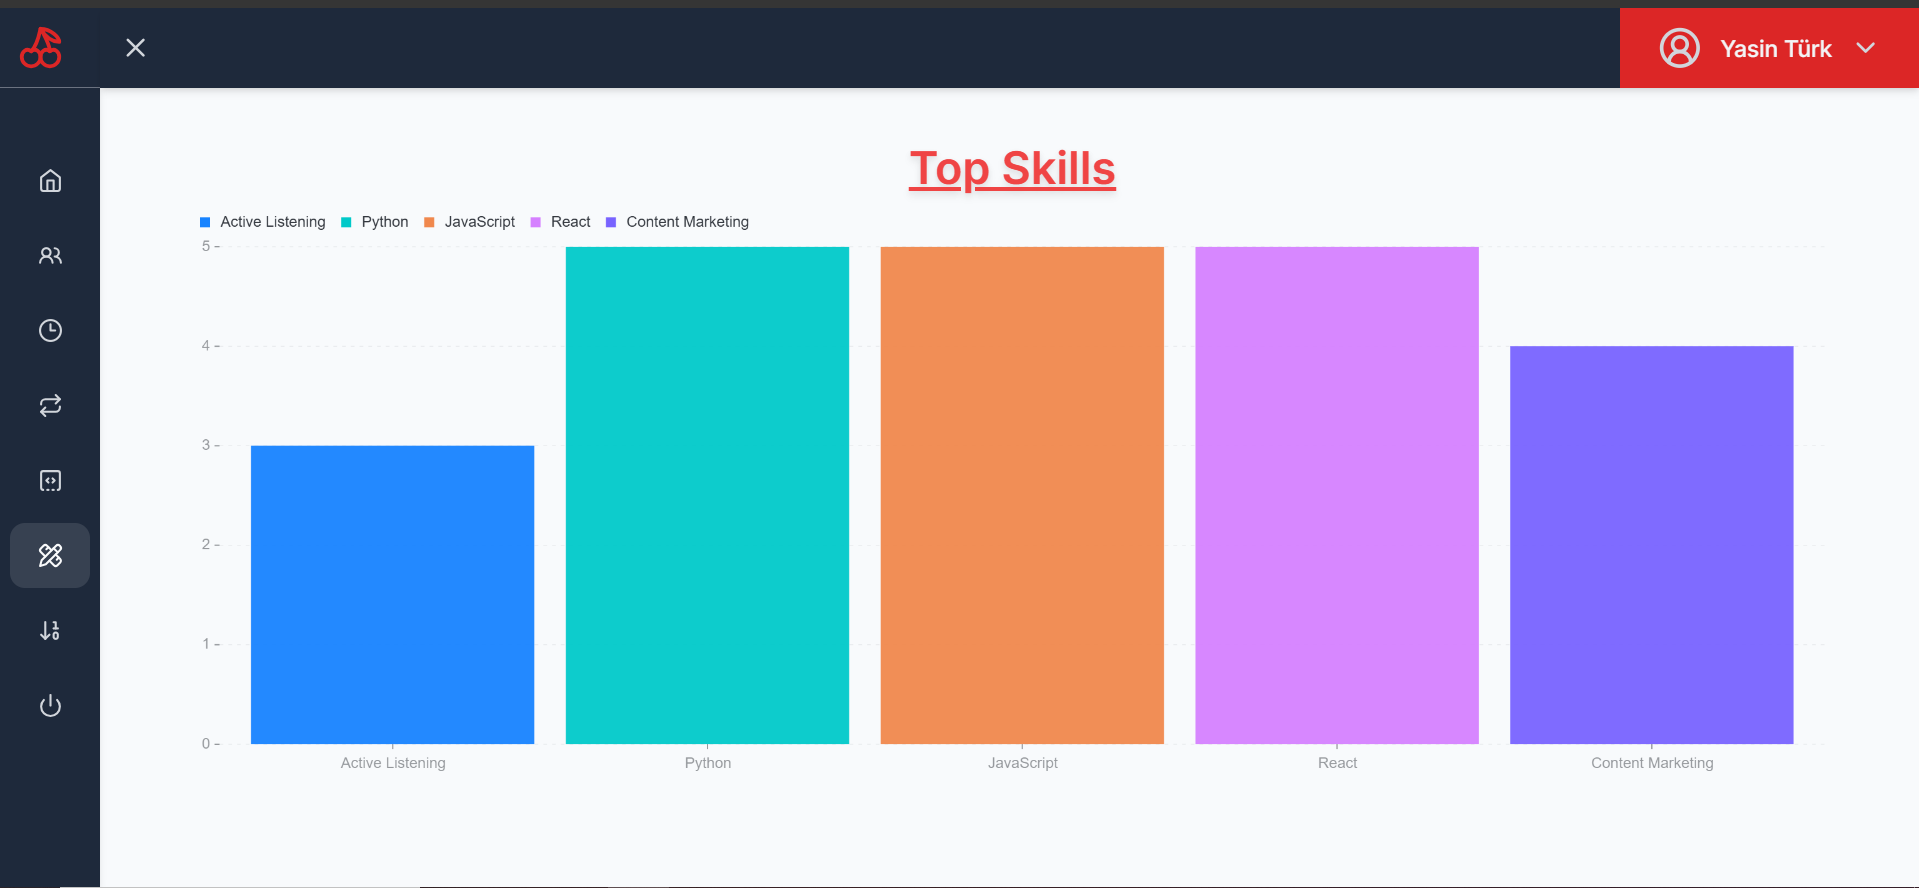 Yasin Türk
Top Skills
Active Listening Python JavaScript React Content Marketing
5
4
3
2
1
0
Active Listening Python JavaScript React Content Marketing